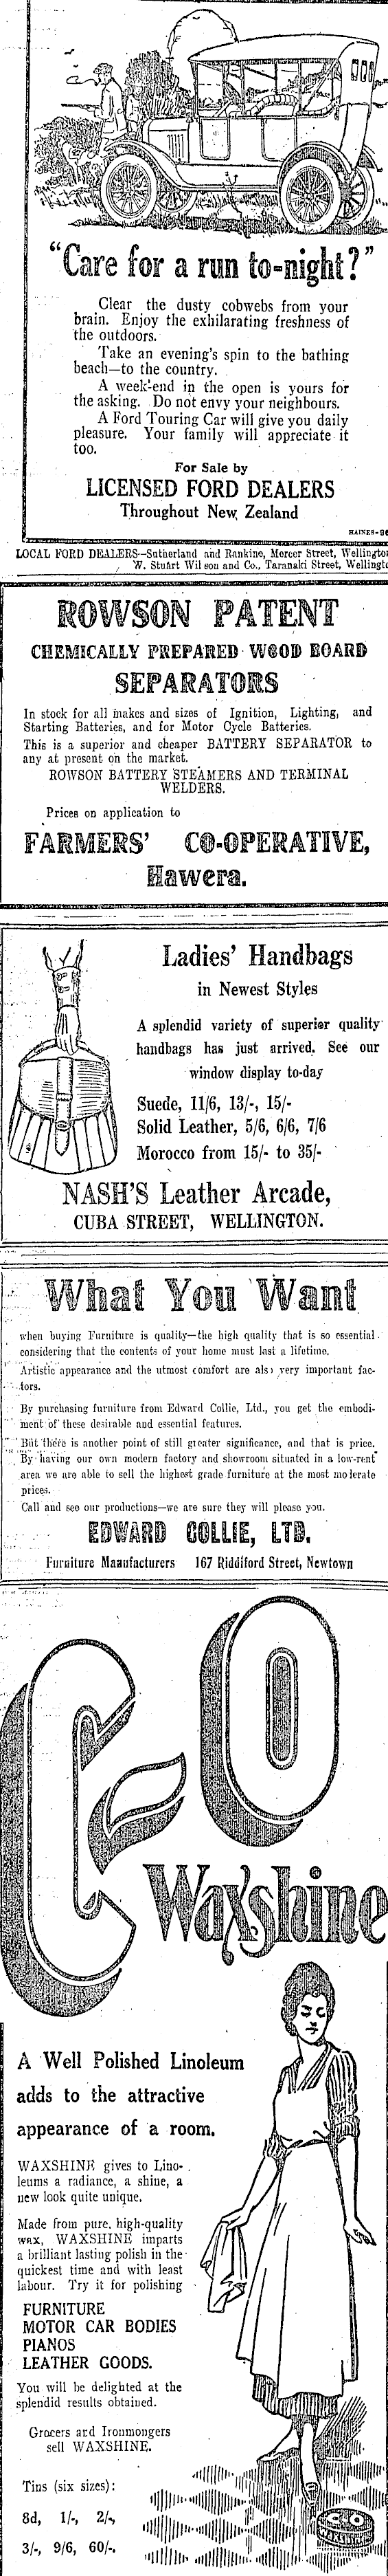 "Care for a run to=night?"
Clear the dusty cobwebs from your
brain. Enjoy the exhilarating freshness of
the outdoors.
Take an evening's spin to the bathing
beach—to the country.
A week-end in the open is yours for
the asking. Do not envy your neighbours.
A Ford Touring Car will give you daily
pleasure. Your family will appreciate it
too.
For Sale by
LICENSED FORD DEALERS
Throughout New Zealand
HAINES-9
LOCAL FORD DEALERS—Sutherland and Rankine, Mercer Street, Wellingto
W. Stuart Wilson and Co., Taranaki Street, Wellingt
ROWSON PATENT
CHEMICALLY PREPARED WOOD BOARD
SEPARATORS
In stock for all makes and sizes of Ignition, Lighting, and
Starting Batteries, and for Motor Cycle Batteries.
This is a superior and cheaper BATTERY SEPARATOR to
any at present on the market.
ROWSON BATTERY STEAMERS AND TERMINAL
WELDERS.
Prices on application to
FARMERS' CO-OPERATIVE,
Hawera.
Ladies' Handbags
in Newest Styles
A splendid variety of superior quality
handbags has just arrived. See our
window display to-day
Suede, 11/6, 13/-, 15/-
Solid Leather, 5/6, 6/6, 7/6
Morocco from 15/- to 35/-
NASH'S Leather Arcade,
CUBA STREET, WELLINGTON.
What You Want
when buying Furniture is quality—the high quality that is so essential
considering that the contents of your home must last a lifetime.
Artistic appearance and the utmost comfort are also very important fac-
tors.
By purchasing furniture from Edward Collie, Ltd., you get the embodi-
ment of these desirable and essential features.
But there is another point of still greater significance, and that is price.
By having our own modern factory and showroom situated in a low-rent
area we are able to sell the highest grade furniture at the most moderate
prices.
Call and see our productions—we are sure they will please you.
EDWARD COLLIE, LTD.
Furniture Manufacturers 167 Riddiford Street, Newtown
C-O
Waxshine
A Well Polished Linoleum
adds to the attractive
appearance of a room.
WAXSHINE gives to Lino-
leums a radiance, a shine, a
new look quite unique.
Made from pure, high-quality
wax, WAXSHINE imparts
a brilliant lasting polish in the
quickest time and with least
labour. Try it for polishing
FURNITURE
MOTOR CAR BODIES
PIANOS
LEATHER GOODS.
You will be delighted at the
splendid results obtained.
Grocers and Ironmongers
sell WAXSHINE.
Tins (six sizes):
8d, 1/-, 2/-,
3/-, 9/6, 60/-.